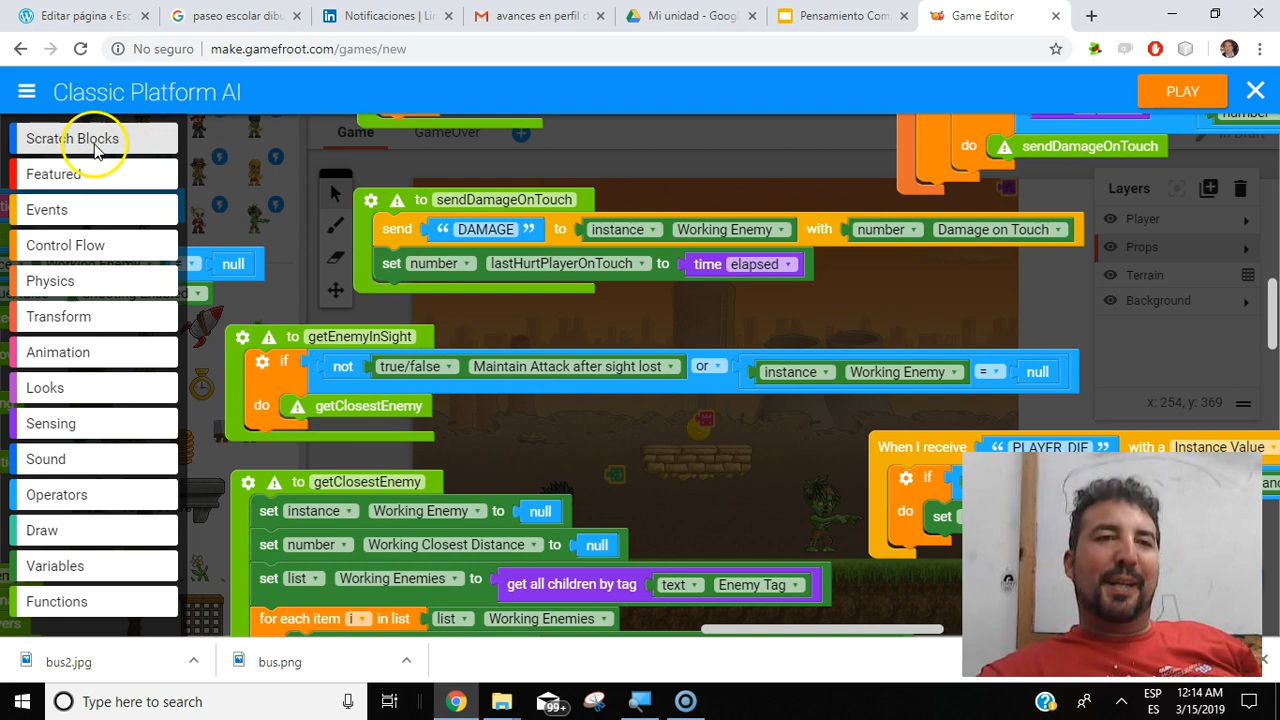 Editar página ‹ Esc
paseo escolar dibu
Notificaciones | Lin
avances en perfil d
Mi unidad - Google
Pensamiento Comp
Game Editor
No seguro
make.gamefroot.com/games/new
Classic Platform AI
PLAY
Scratch Blocks
Featured
Events
Control Flow
Physics
Transform
Animation
Looks
Sensing
Sound
Operators
Draw
Variables
Functions
Game
GameOver
null
do sendDamageOnTouch
to sendDamageOnTouch
send “ DAMAGE ” to instance Working Enemy with number Damage on Touch
set number lastHurtPlayerOnTouch to time elapsed
to getEnemyInSight
if not true/false Maintain Attack after sight lost or instance Working Enemy = null
do getClosestEnemy
to getClosestEnemy
set instance Working Enemy to null
set number Working Closest Distance to null
set list Working Enemies to get all children by tag text Enemy Tag
for each item i in list list Working Enemies
When I receive “ PLAYER DIE ” with a Instance Value
if
do set
Layers
Player
Props
Terrain
Background
x: 254, y: 369
bus2.jpg
bus.png
Type here to search
99+
ESP
ES
12:14 AM
3/15/2019